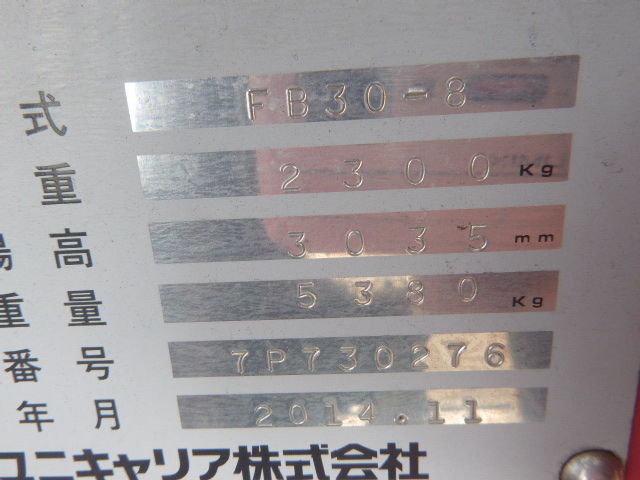 式 FB30-8
重 2300 Kg
揚高 3035 mm
重量 5380 Kg
番号 7P730276
年月 2014.11
ユニキャリア株式会社